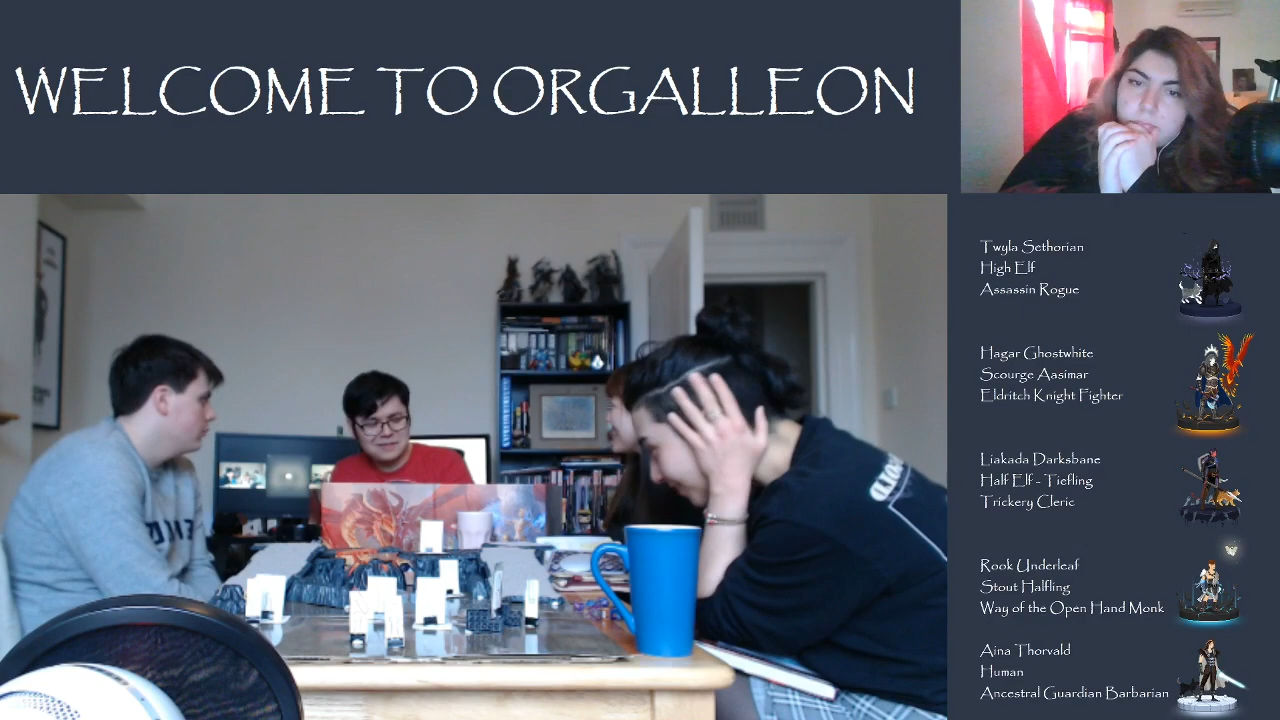 WELCOME TO ORGALLEON
Twyla Sethorian
High Elf
Assassin Rogue
Hagar Ghostwhite
Scourge Aasimar
Eldritch Knight Fighter
Liakada Darksbane
Half Elf - Tiefling
Trickery Cleric
Rook Underleaf
Stout Halfling
Way of the Open Hand Monk
Aina Thorvald
Human
Ancestral Guardian Barbarian